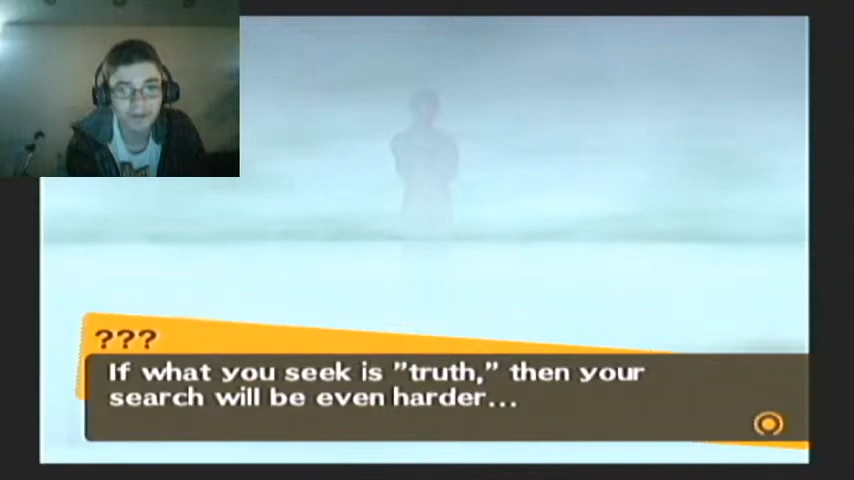 ???
If what you seek is "truth," then your
search will be even harder...